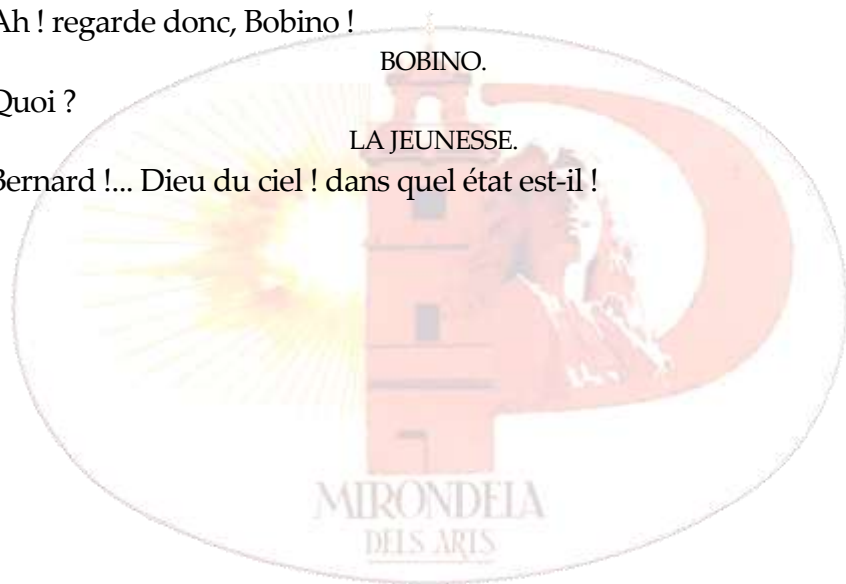 Ah ! regarde donc, Bobino !
BOBINO.
Quoi ?
LA JEUNESSE.
Bernard !... Dieu du ciel ! dans quel état est-il !
MIRONDELA
DELS ARTS